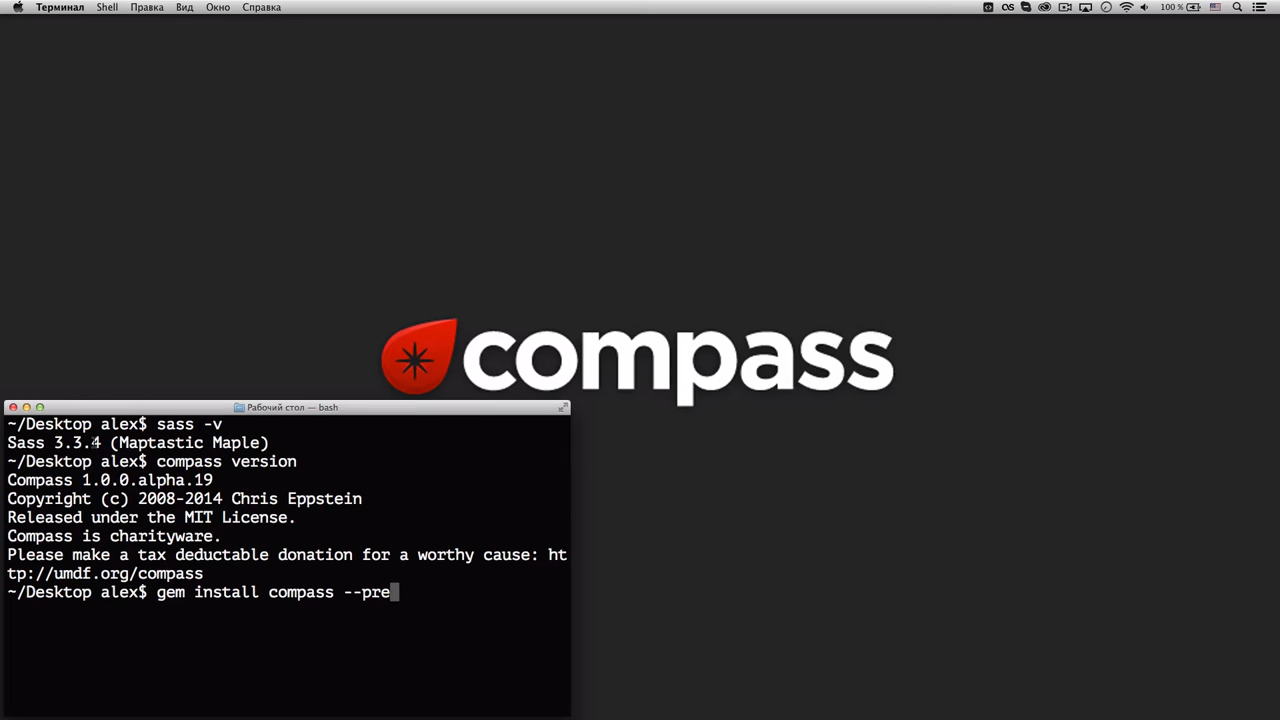 Терминал Shell Правка Вид Окно Справка 100 %
compass
Рабочий стол — bash
~/Desktop alex$ sass -v
Sass 3.3.4 (Maptastic Maple)
~/Desktop alex$ compass version
Compass 1.0.0.alpha.19
Copyright (c) 2008-2014 Chris Eppstein
Released under the MIT License.
Compass is charityware.
Please make a tax deductable donation for a worthy cause: ht
tp://umdf.org/compass
~/Desktop alex$ gem install compass --pre